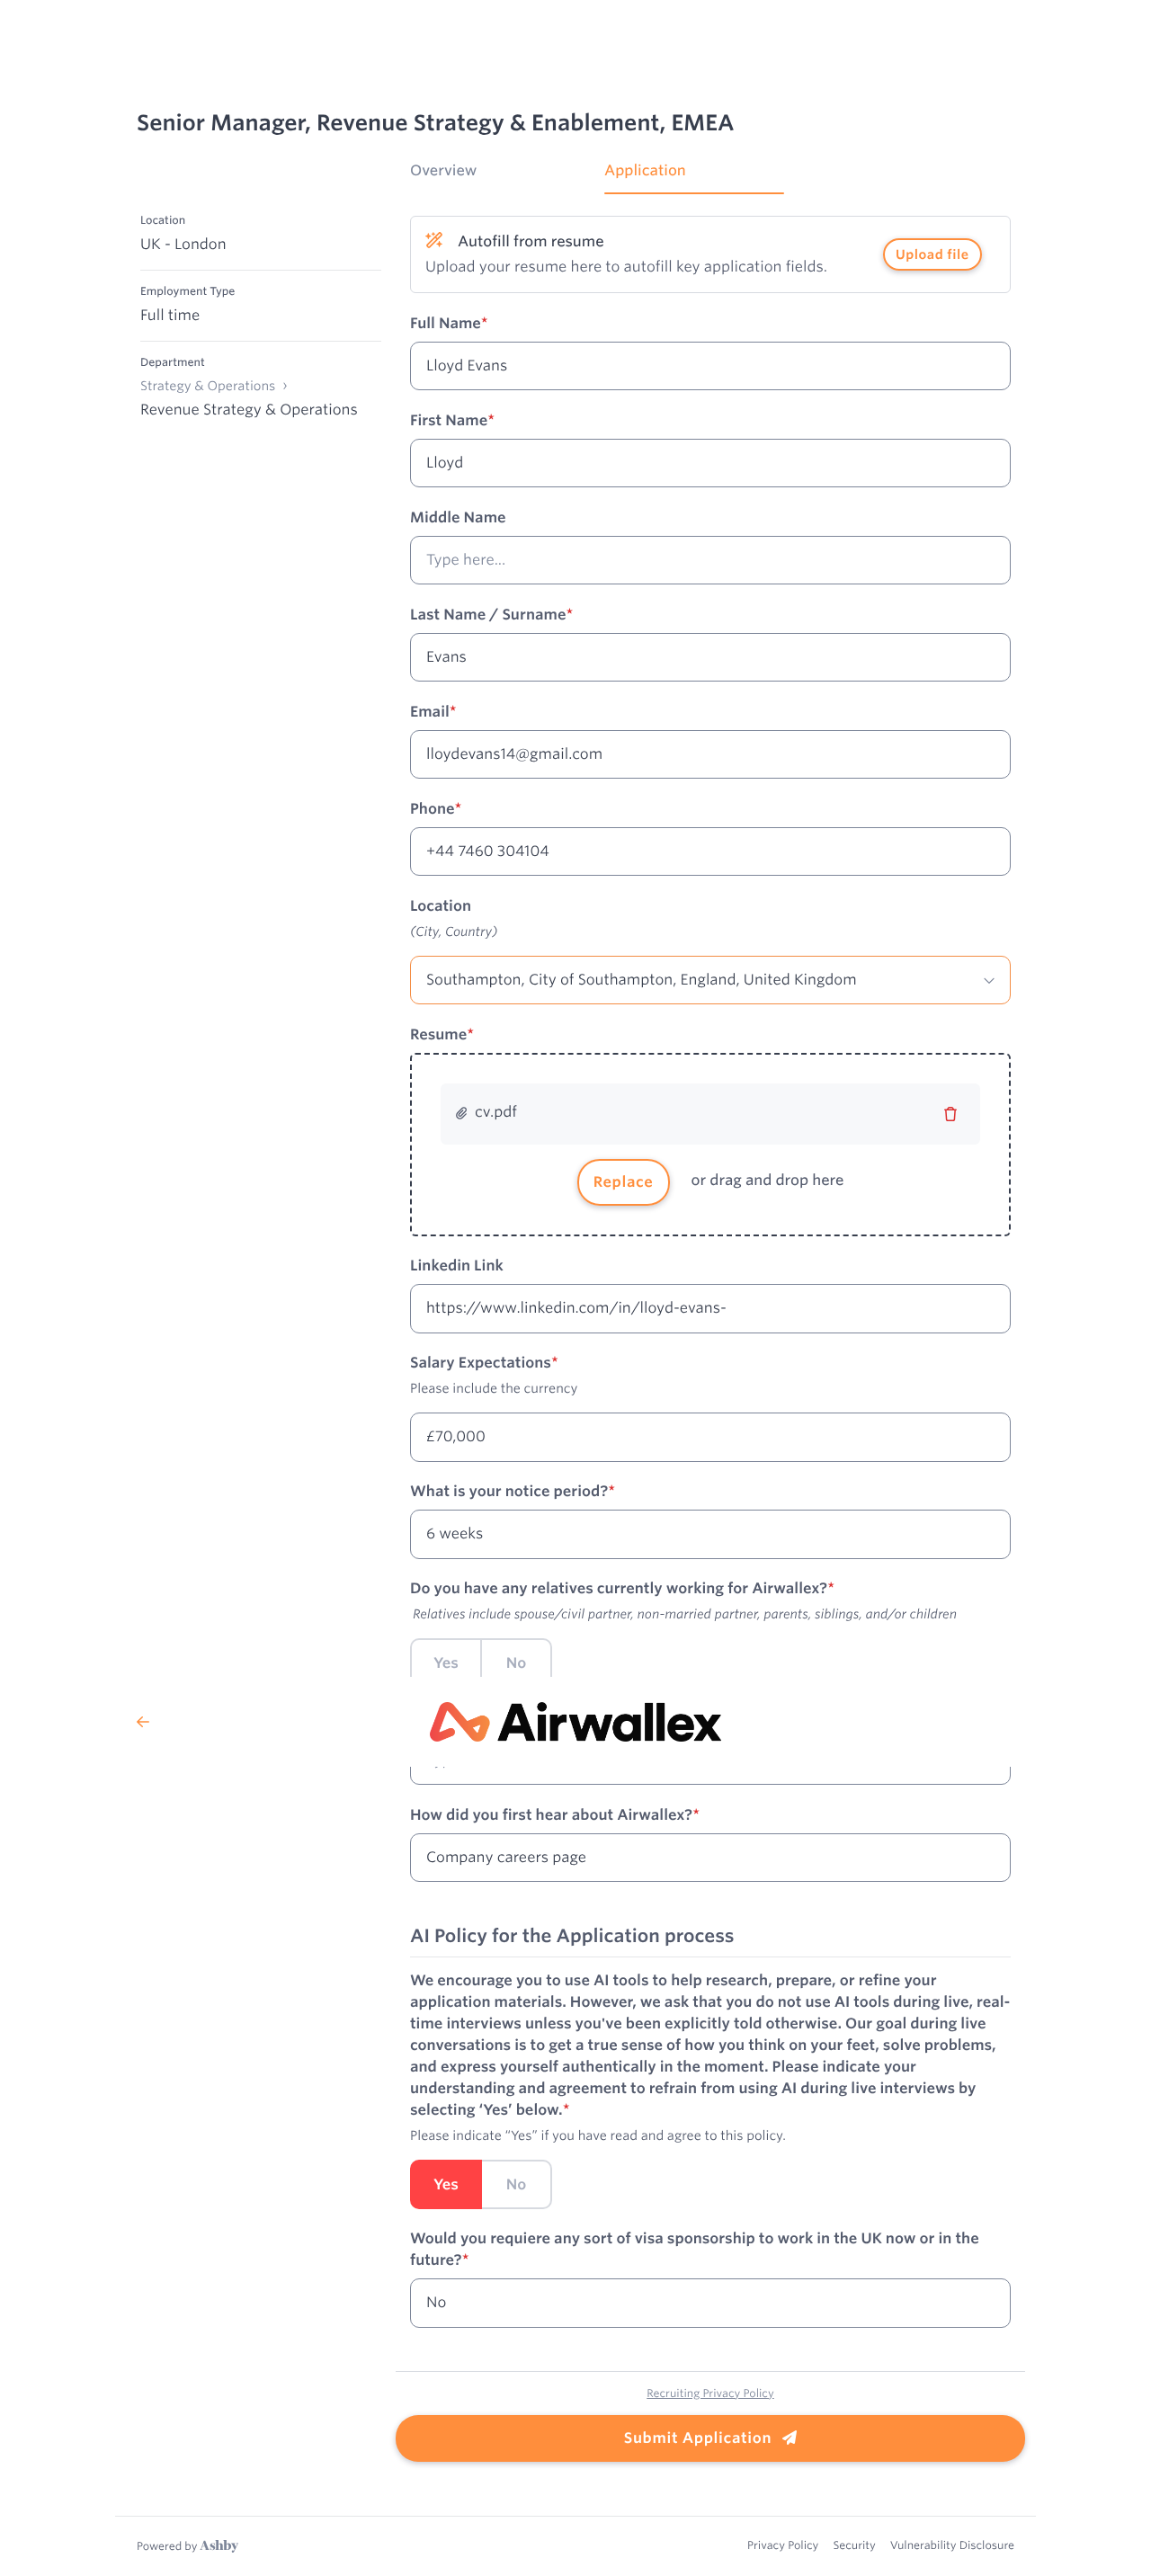 Senior Manager, Revenue Strategy & Enablement, EMEA
Overview
Application
Location
UK - London
Employment Type
Full time
Department
Strategy & Operations ›
Revenue Strategy & Operations
Autofill from resume
Upload your resume here to autofill key application fields.
Upload file
Full Name*
Lloyd Evans
First Name*
Lloyd
Middle Name
Type here...
Last Name / Surname*
Evans
Email*
lloydevans14@gmail.com
Phone*
+44 7460 304104
Location
(City, Country)
Southampton, City of Southampton, England, United Kingdom
Resume*
cv.pdf
Replace
or drag and drop here
Linkedin Link
https://www.linkedin.com/in/lloyd-evans-
Salary Expectations*
Please include the currency
£70,000
What is your notice period?*
6 weeks
Do you have any relatives currently working for Airwallex?*
Relatives include spouse/civil partner, non-married partner, parents, siblings, and/or children
Yes
No
Airwallex
How did you first hear about Airwallex?*
Company careers page
AI Policy for the Application process
We encourage you to use AI tools to help research, prepare, or refine your
application materials. However, we ask that you do not use AI tools during live, real-
time interviews unless you've been explicitly told otherwise. Our goal during live
conversations is to get a true sense of how you think on your feet, solve problems,
and express yourself authentically in the moment. Please indicate your
understanding and agreement to refrain from using AI during live interviews by
selecting ‘Yes’ below.*
Please indicate “Yes” if you have read and agree to this policy.
Yes
No
Would you requiere any sort of visa sponsorship to work in the UK now or in the
future?*
No
Recruiting Privacy Policy
Submit Application
Powered by Ashby
Privacy Policy
Security
Vulnerability Disclosure